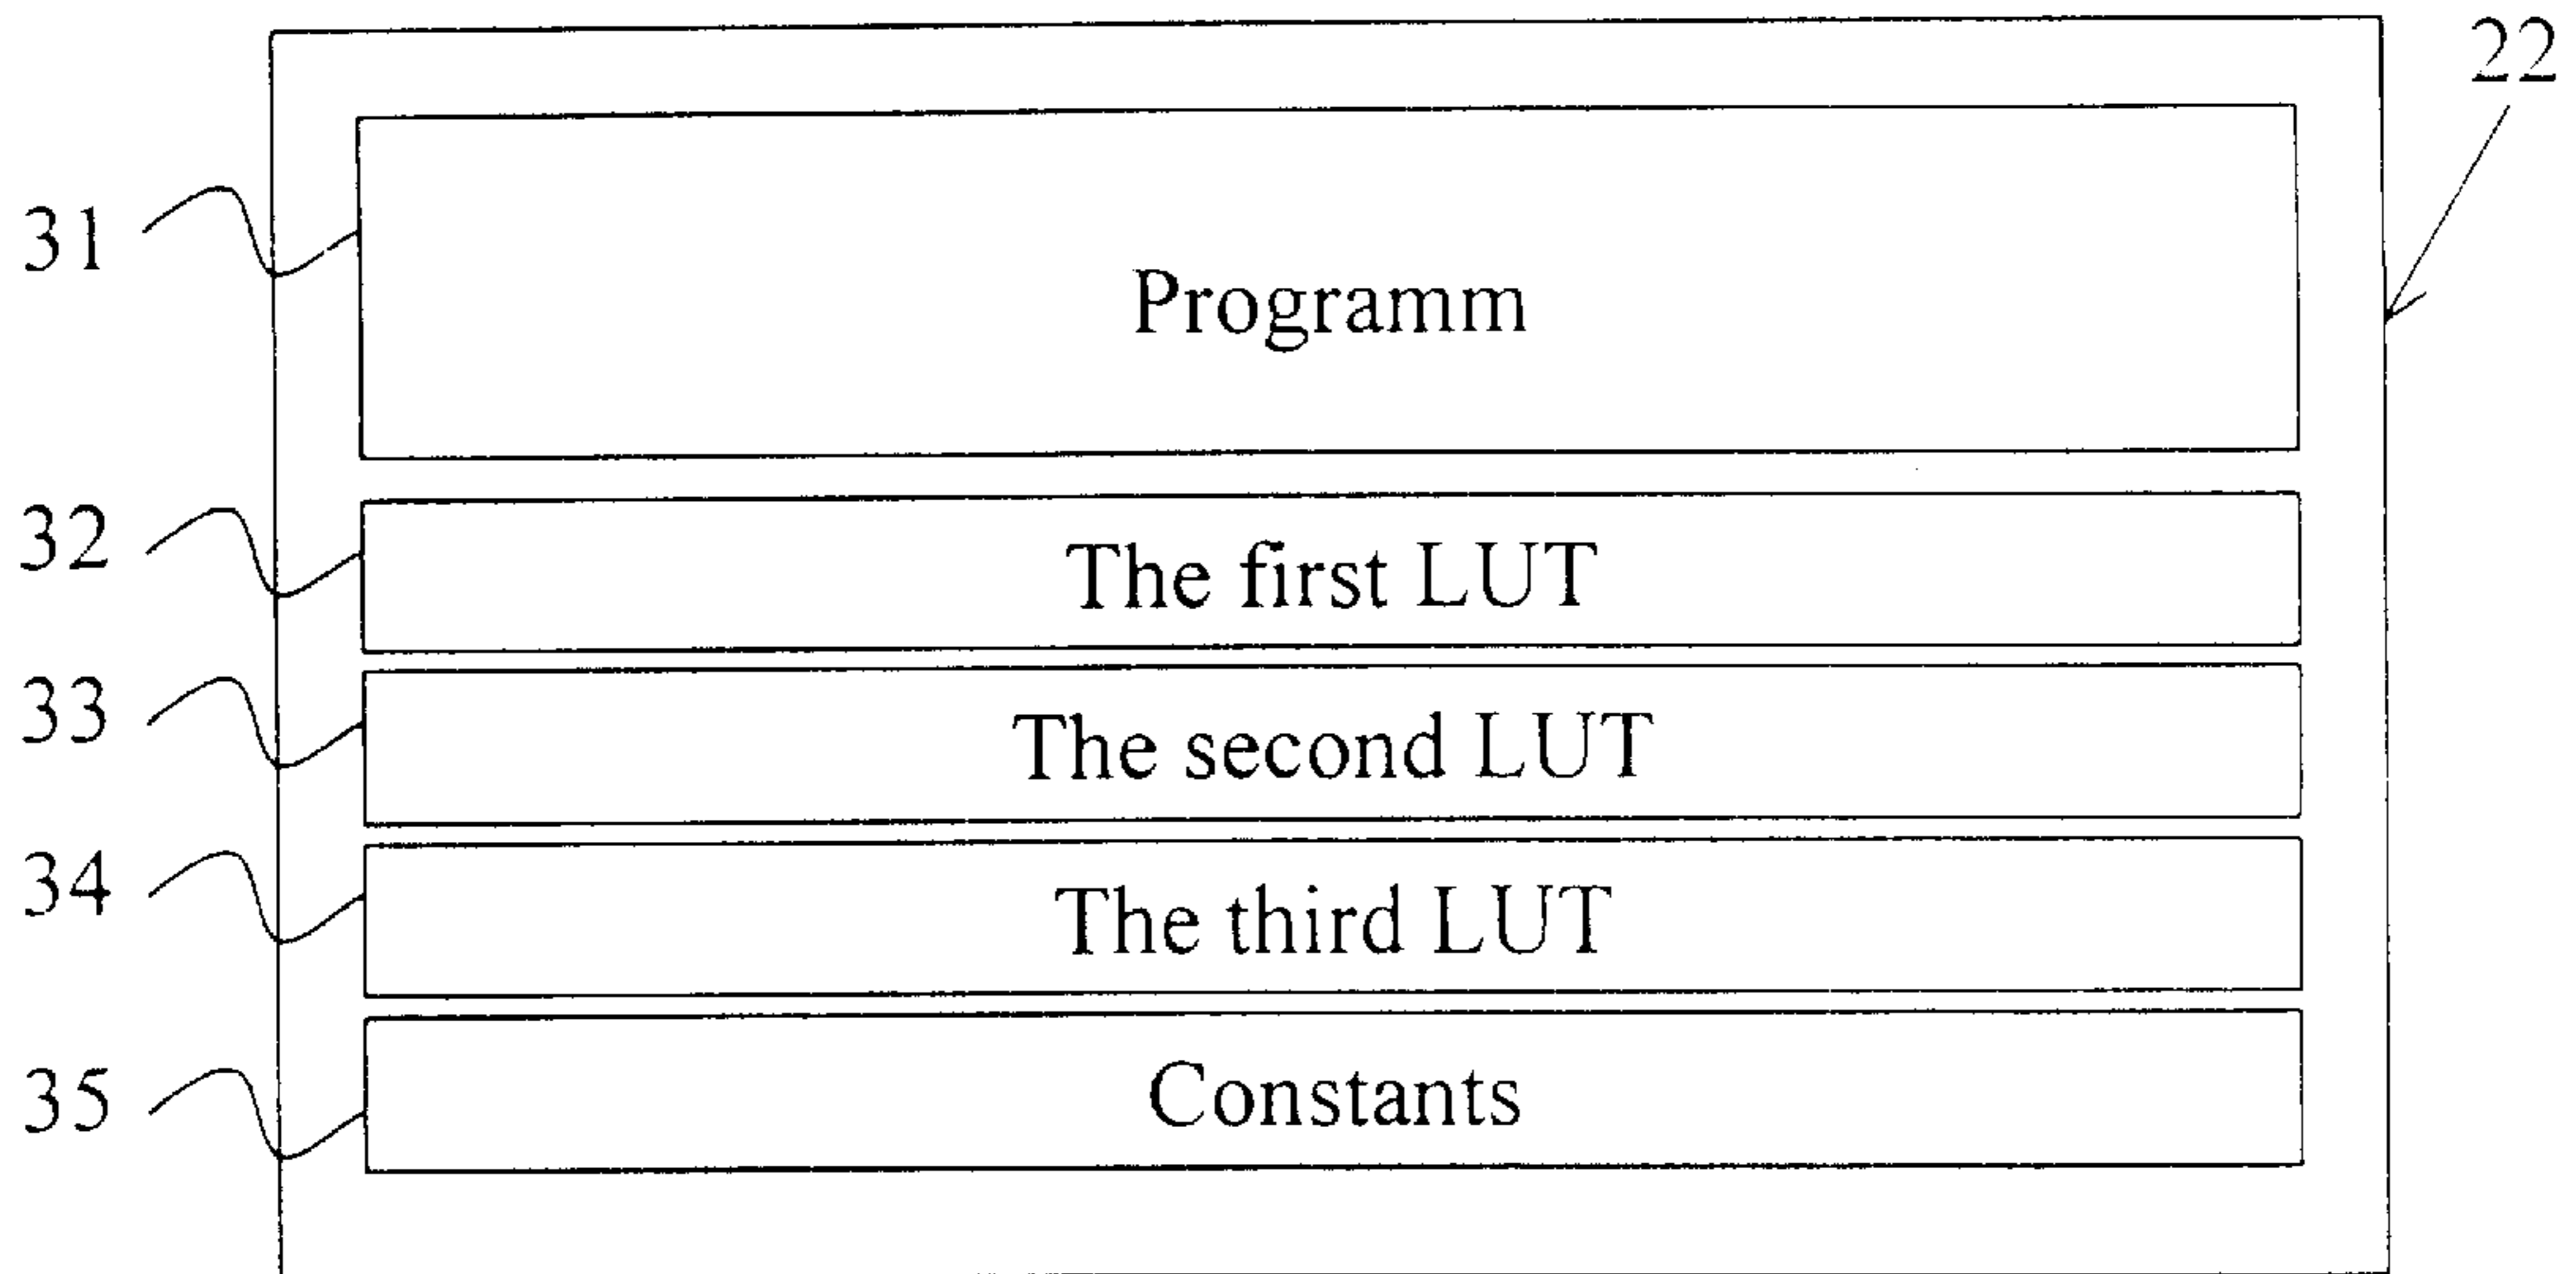 22
31
Programm
32
The first LUT
33
The second LUT
34
The third LUT
35
Constants